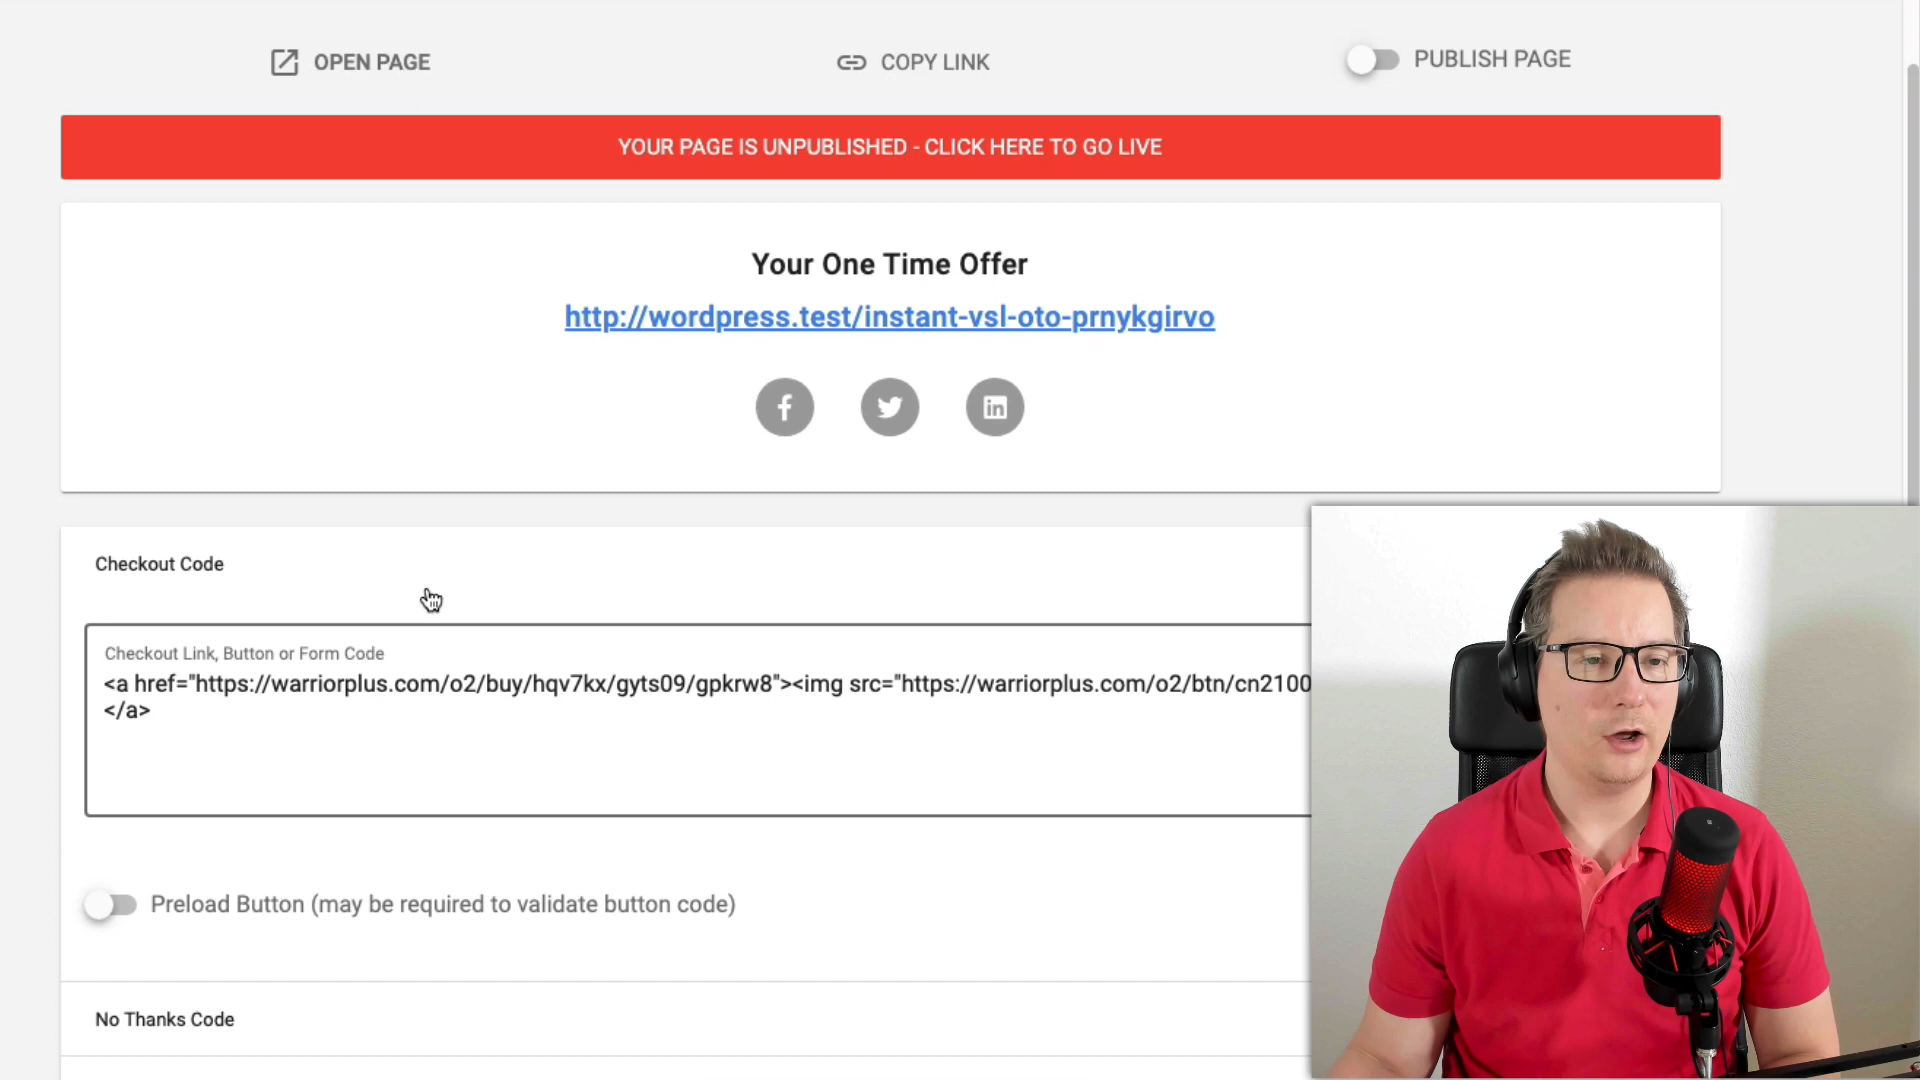 OPEN PAGE
COPY LINK
PUBLISH PAGE
YOUR PAGE IS UNPUBLISHED - CLICK HERE TO GO LIVE
Your One Time Offer
http://wordpress.test/instant-vsl-oto-prnykgirvo
Checkout Code
Checkout Link, Button or Form Code
<a href="https://warriorplus.com/o2/buy/hqv7kx/gyts09/gpkrw8"><img src="https://warriorplus.com/o2/btn/cn2100
</a>
Preload Button (may be required to validate button code)
No Thanks Code